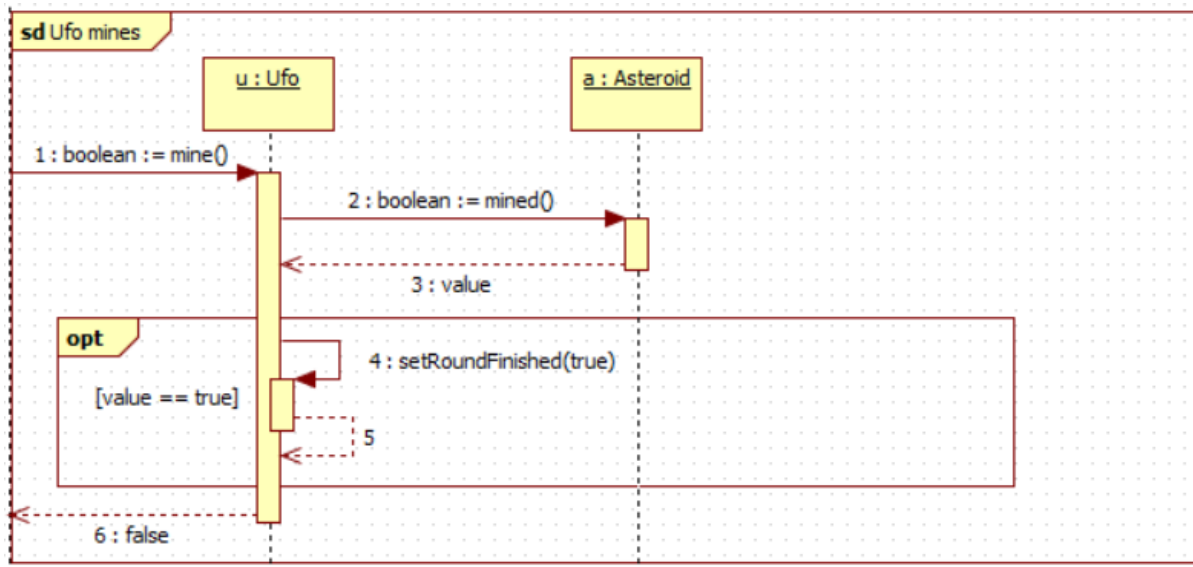 sd Ufo mines
u : Ufo
a : Asteroid
1 : boolean := mine()
2 : boolean := mined()
3 : value
opt
4 : setRoundFinished(true)
[value == true]
5
6 : false